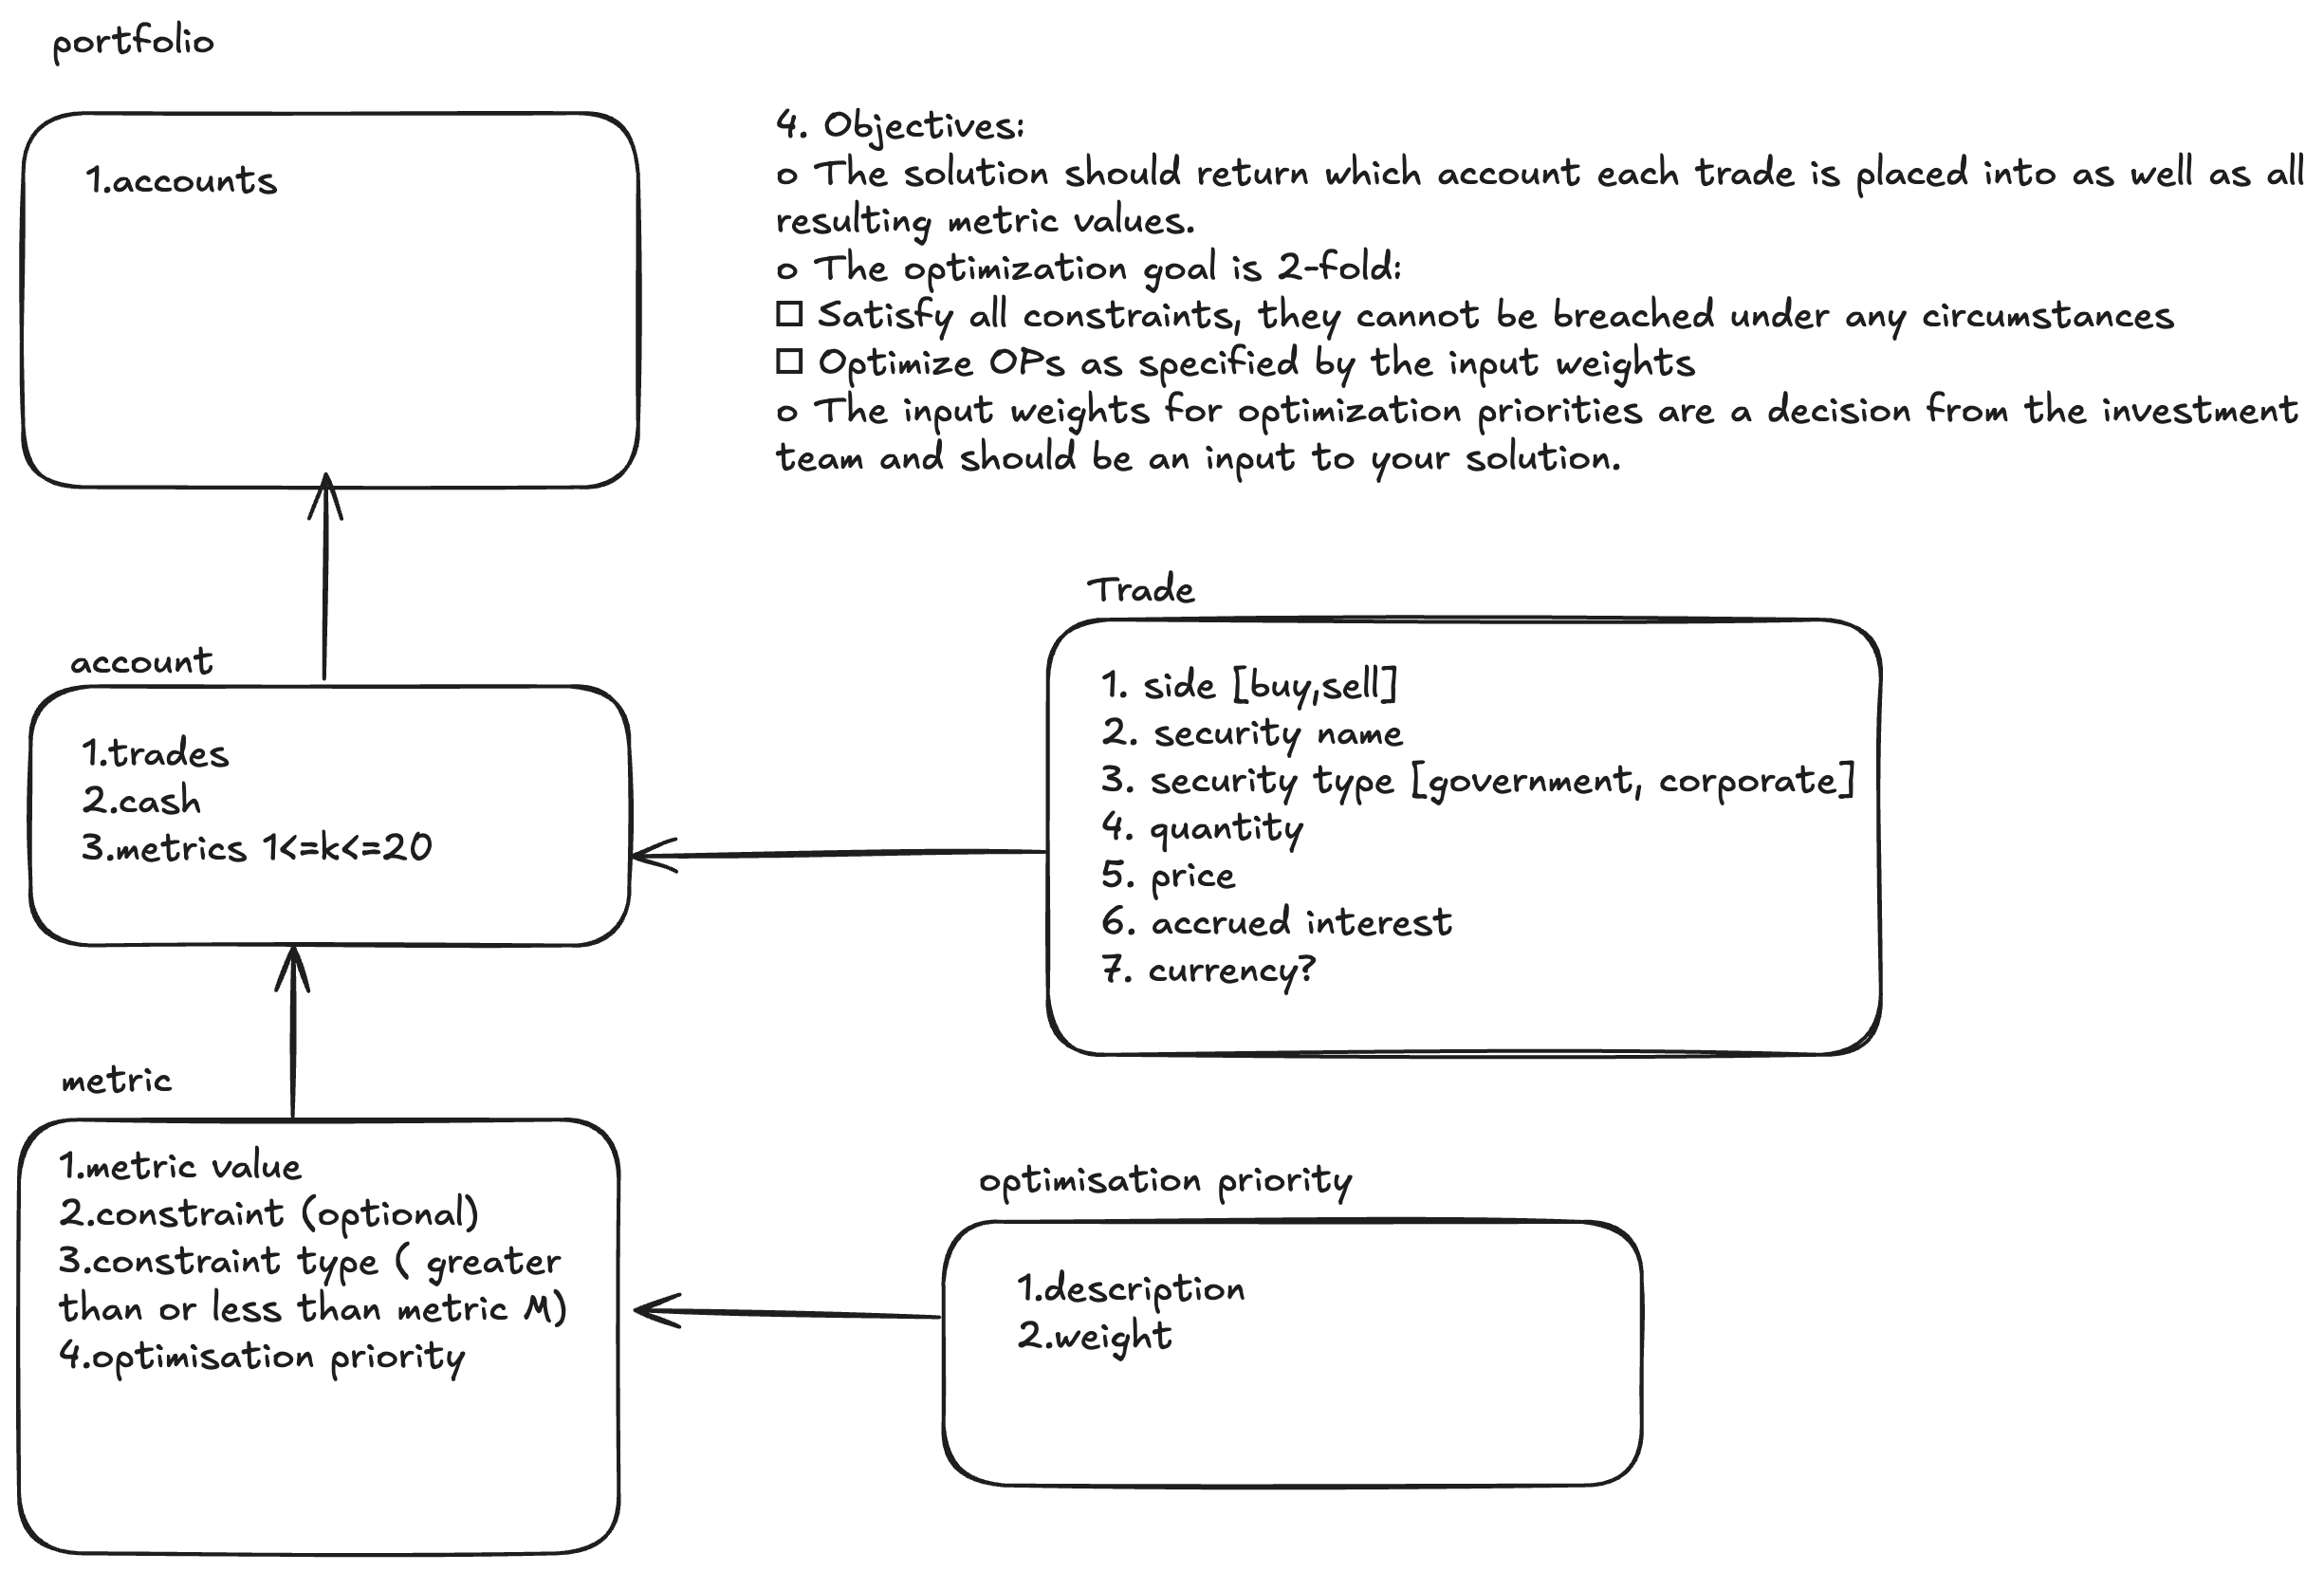 portfolio
1.accounts
4. Objectives:
o The solution should return which account each trade is placed into as well as all
resulting metric values.
o The optimization goal is 2-fold:
□ Satisfy all constraints, they cannot be breached under any circumstances
□ Optimize OPs as specified by the input weights
o The input weights for optimization priorities are a decision from the investment
team and should be an input to your solution.
account
1.trades
2.cash
3.metrics 1<=k<=20
Trade
1. side [buy,sell]
2. security name
3. security type [government, corporate]
4. quantity
5. price
6. accrued interest
7. currency?
metric
1.metric value
2.constraint (optional)
3.constraint type ( greater
than or less than metric M)
4.optimisation priority
optimisation priority
1.description
2.weight